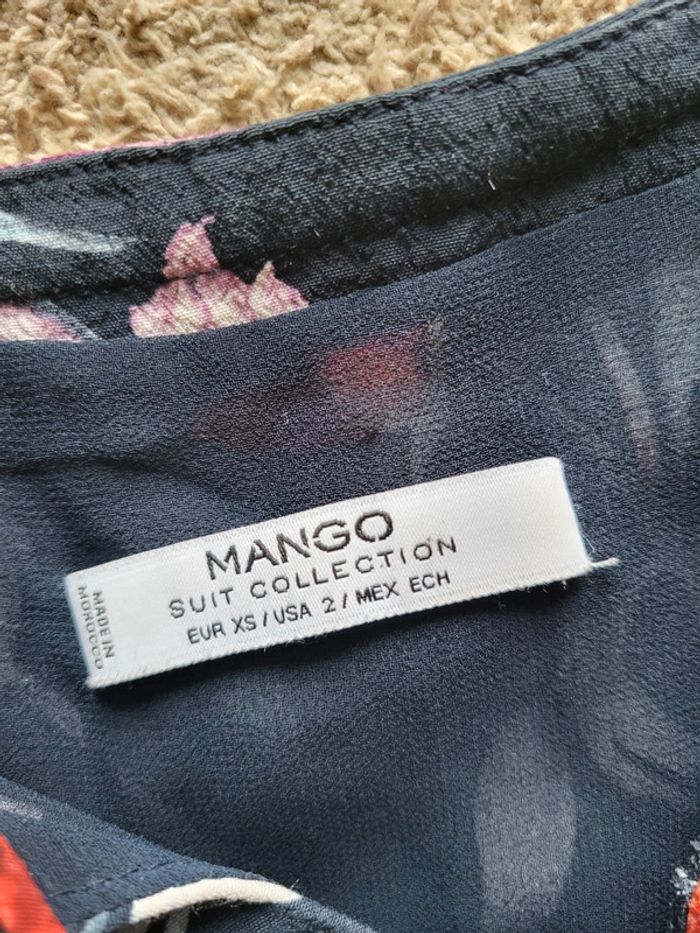 MANGO
SUIT COLLECTION
EUR XS / USA 2 / MEX ECH
MADE IN
MOROCCO